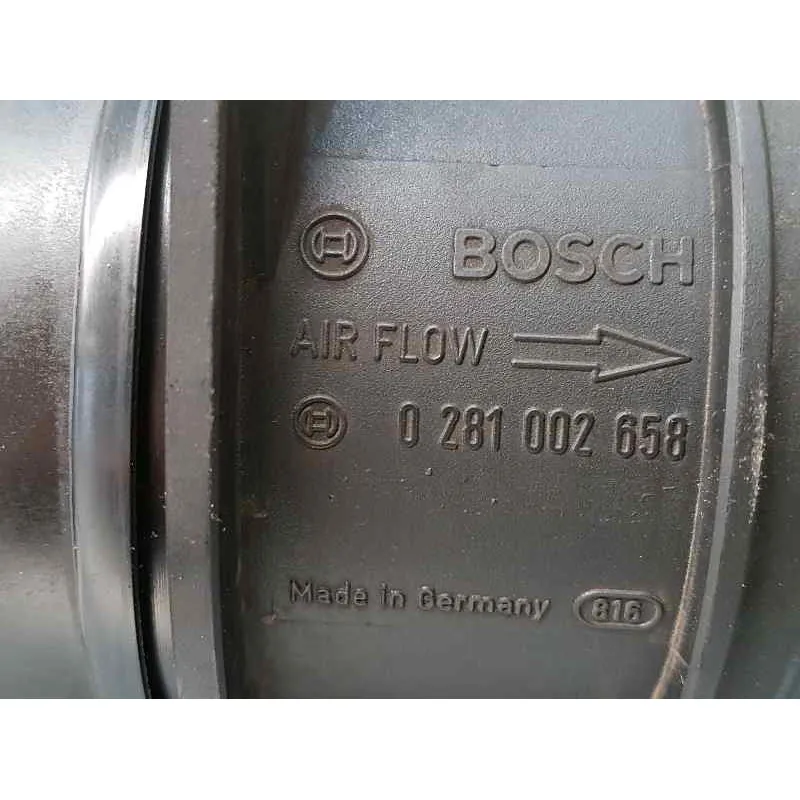 BOSCH
AIR FLOW
0 281 002 658
Made in Germany 816